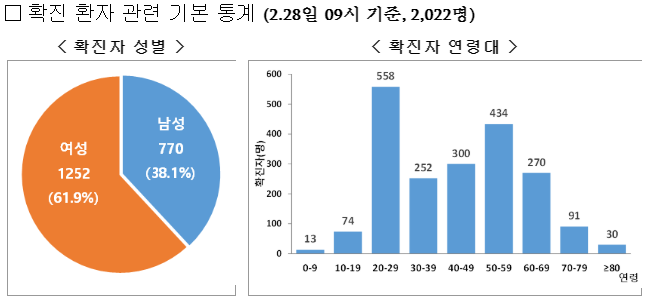 □ 확진 환자 관련 기본 통계 (2.28일 09시 기준, 2,022명)
< 확진자 성별 >
남성
770
(38.1%)
여성
1252
(61.9%)
< 확진자 연령대 >
확진자(명)
600
500
400
300
200
100
0
13
74
558
252
300
434
270
91
30
0-9 10-19 20-29 30-39 40-49 50-59 60-69 70-79 ≥80
연령